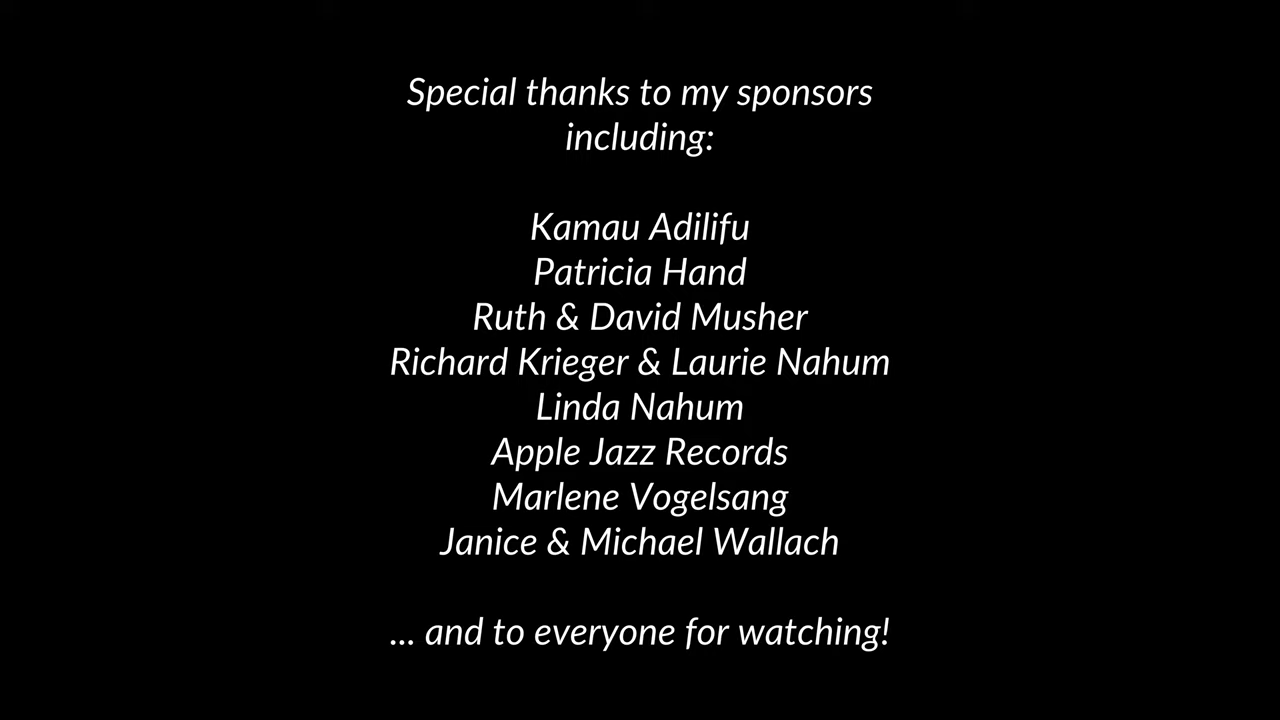 Special thanks to my sponsors
including:
Kamau Adilifu
Patricia Hand
Ruth & David Musher
Richard Krieger & Laurie Nahum
Linda Nahum
Apple Jazz Records
Marlene Vogelsang
Janice & Michael Wallach
... and to everyone for watching!